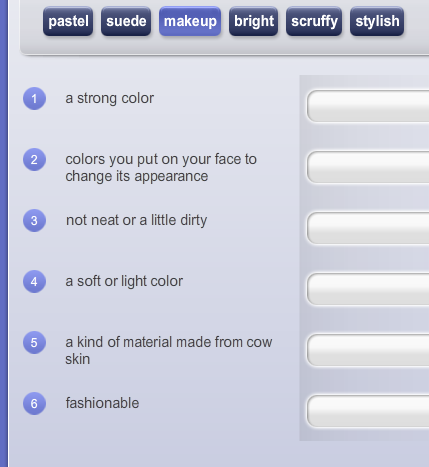 pastel suede makeup bright scruffy stylish
1 a strong color
2 colors you put on your face to
change its appearance
3 not neat or a little dirty
4 a soft or light color
5 a kind of material made from cow
skin
6 fashionable